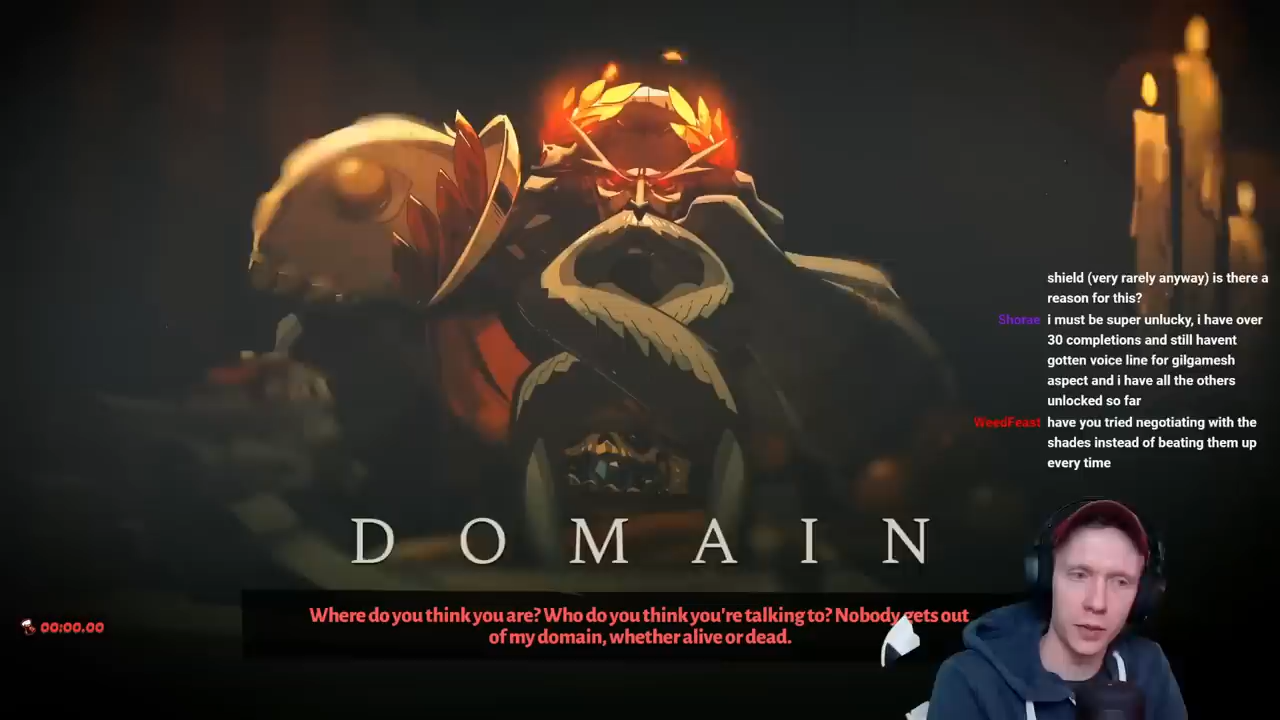 shield (very rarely anyway) is there a
reason for this?
Shorae i must be super unlucky, i have over
30 completions and still havent
gotten voice line for gilgamesh
aspect and i have all the others
unlocked so far
WeedFeast have you tried negotiating with the
shades instead of beating them up
every time
DOMAIN
Where do you think you are? Who do you think you're talking to? Nobody gets out
of my domain, whether alive or dead.
00:00.00